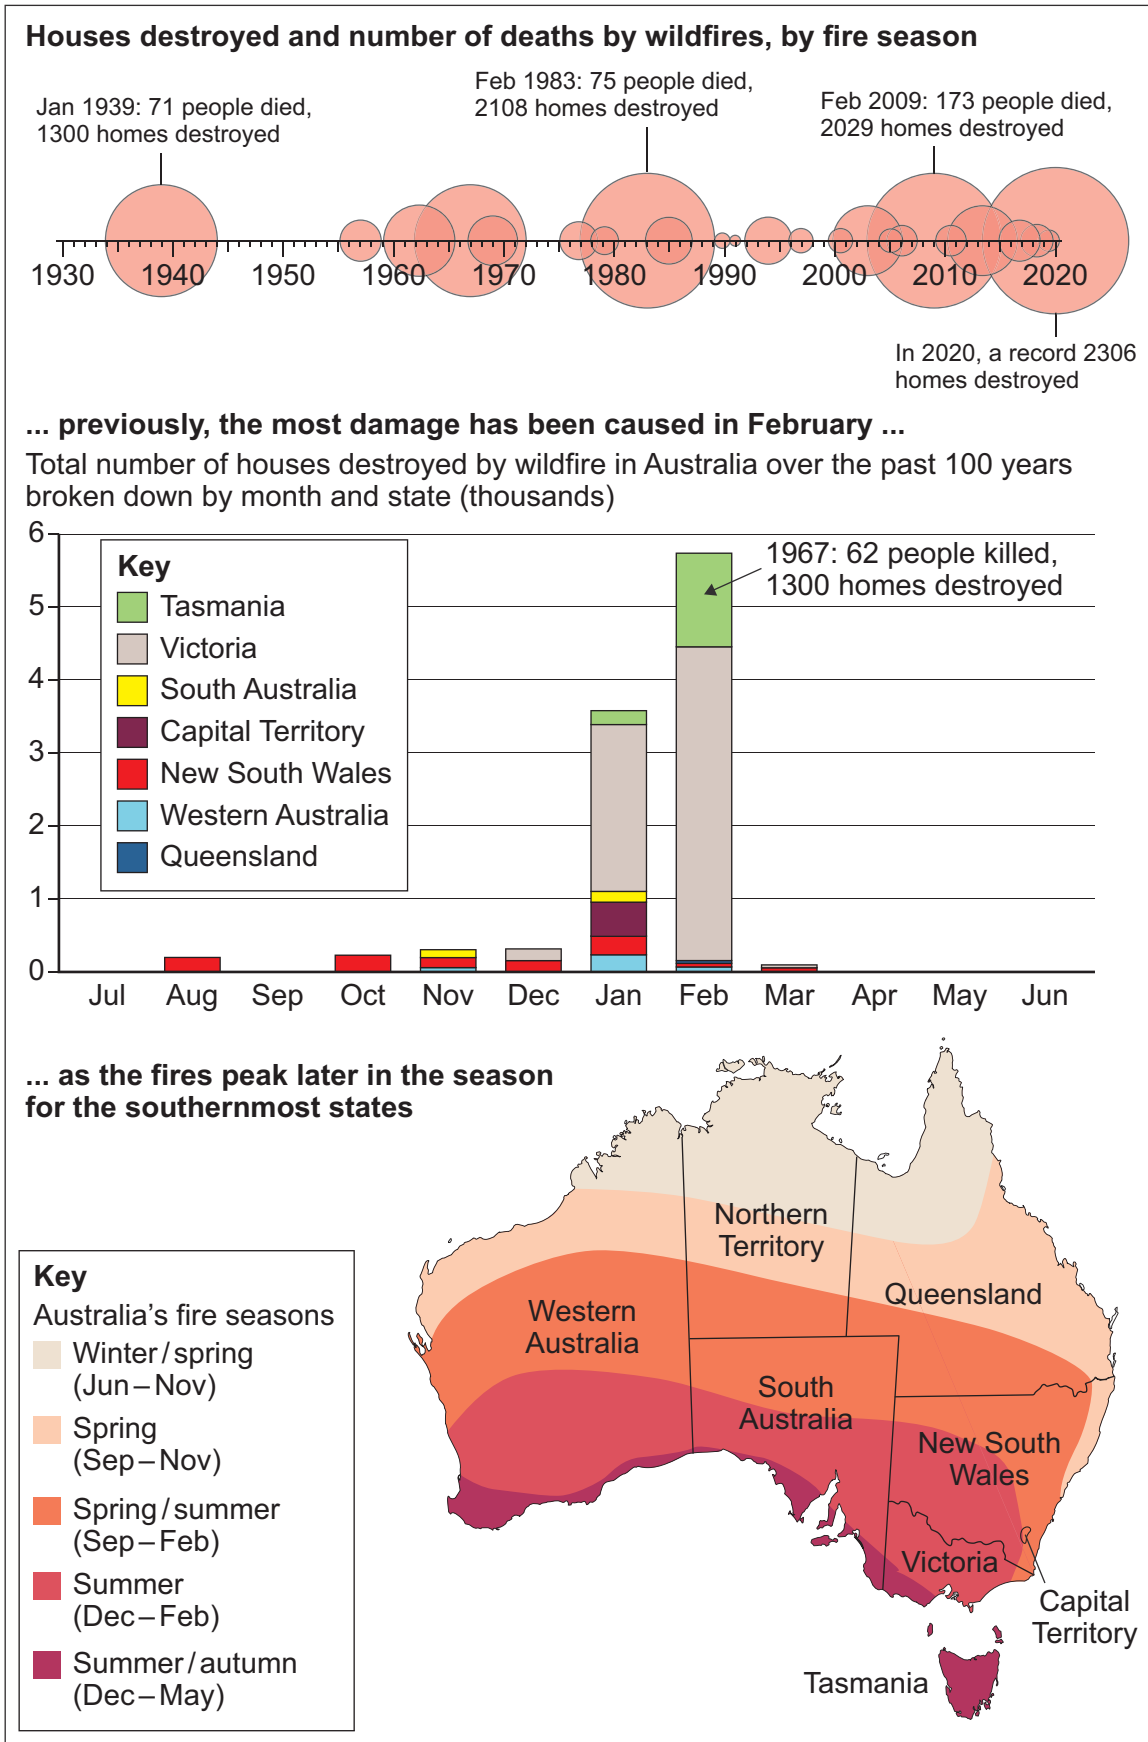 Houses destroyed and number of deaths by wildfires, by fire season
Jan 1939: 71 people died,
1300 homes destroyed
Feb 1983: 75 people died,
2108 homes destroyed
Feb 2009: 173 people died,
2029 homes destroyed
1930 1940 1950 1960 1970 1980 1990 2000 2010 2020
In 2020, a record 2306
homes destroyed
... previously, the most damage has been caused in February ...
Total number of houses destroyed by wildfire in Australia over the past 100 years
broken down by month and state (thousands)
6
5
4
3
2
1
0
Key
Tasmania
Victoria
South Australia
Capital Territory
New South Wales
Western Australia
Queensland
1967: 62 people killed,
1300 homes destroyed
Jul Aug Sep Oct Nov Dec Jan Feb Mar Apr May Jun
... as the fires peak later in the season
for the southernmost states
Key
Australia's fire seasons
Winter/spring
(Jun–Nov)
Spring
(Sep–Nov)
Spring/summer
(Sep–Feb)
Summer
(Dec–Feb)
Summer/autumn
(Dec–May)
Northern
Territory
Queensland
Western
Australia
South
Australia
New South
Wales
Victoria
Capital
Territory
Tasmania